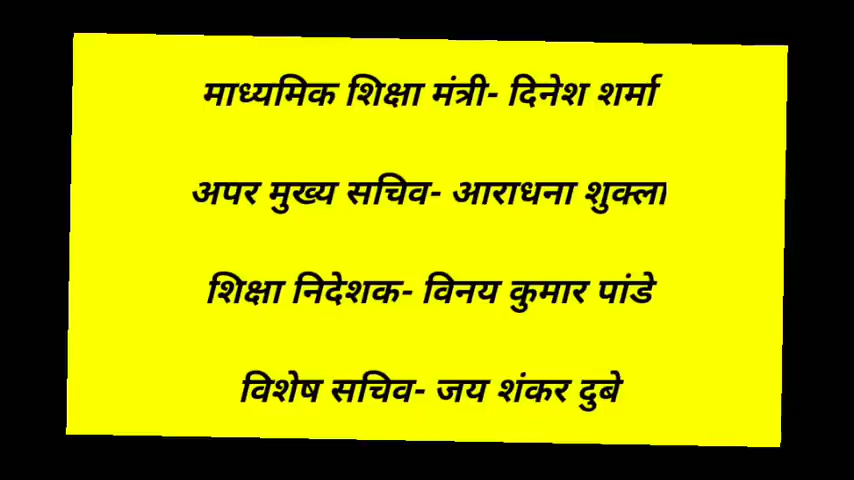 माध्यमिक शिक्षा मंत्री- दिनेश शर्मा
अपर मुख्य सचिव- आराधना शुक्ला
शिक्षा निदेशक- विनय कुमार पांडे
विशेष सचिव- जय शंकर दुबे